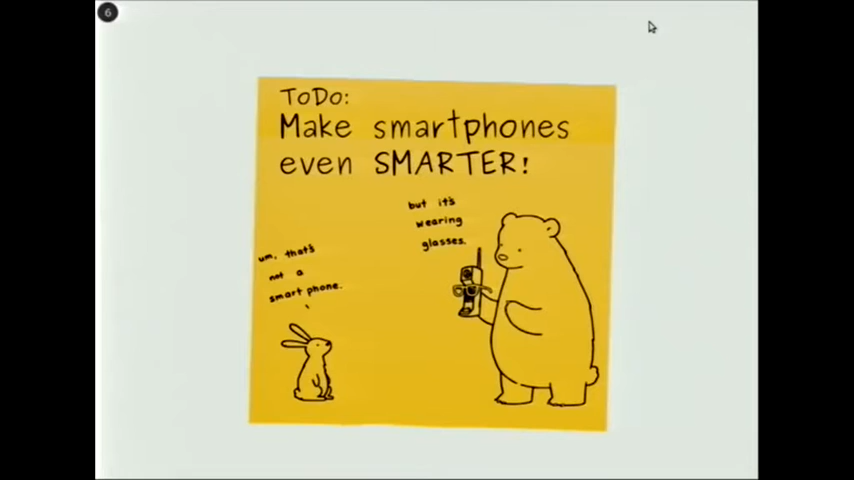 6
ToDo:
Make smartphones
even SMARTER!
but it's
wearing
glasses.
um, that's
not a
smart phone.